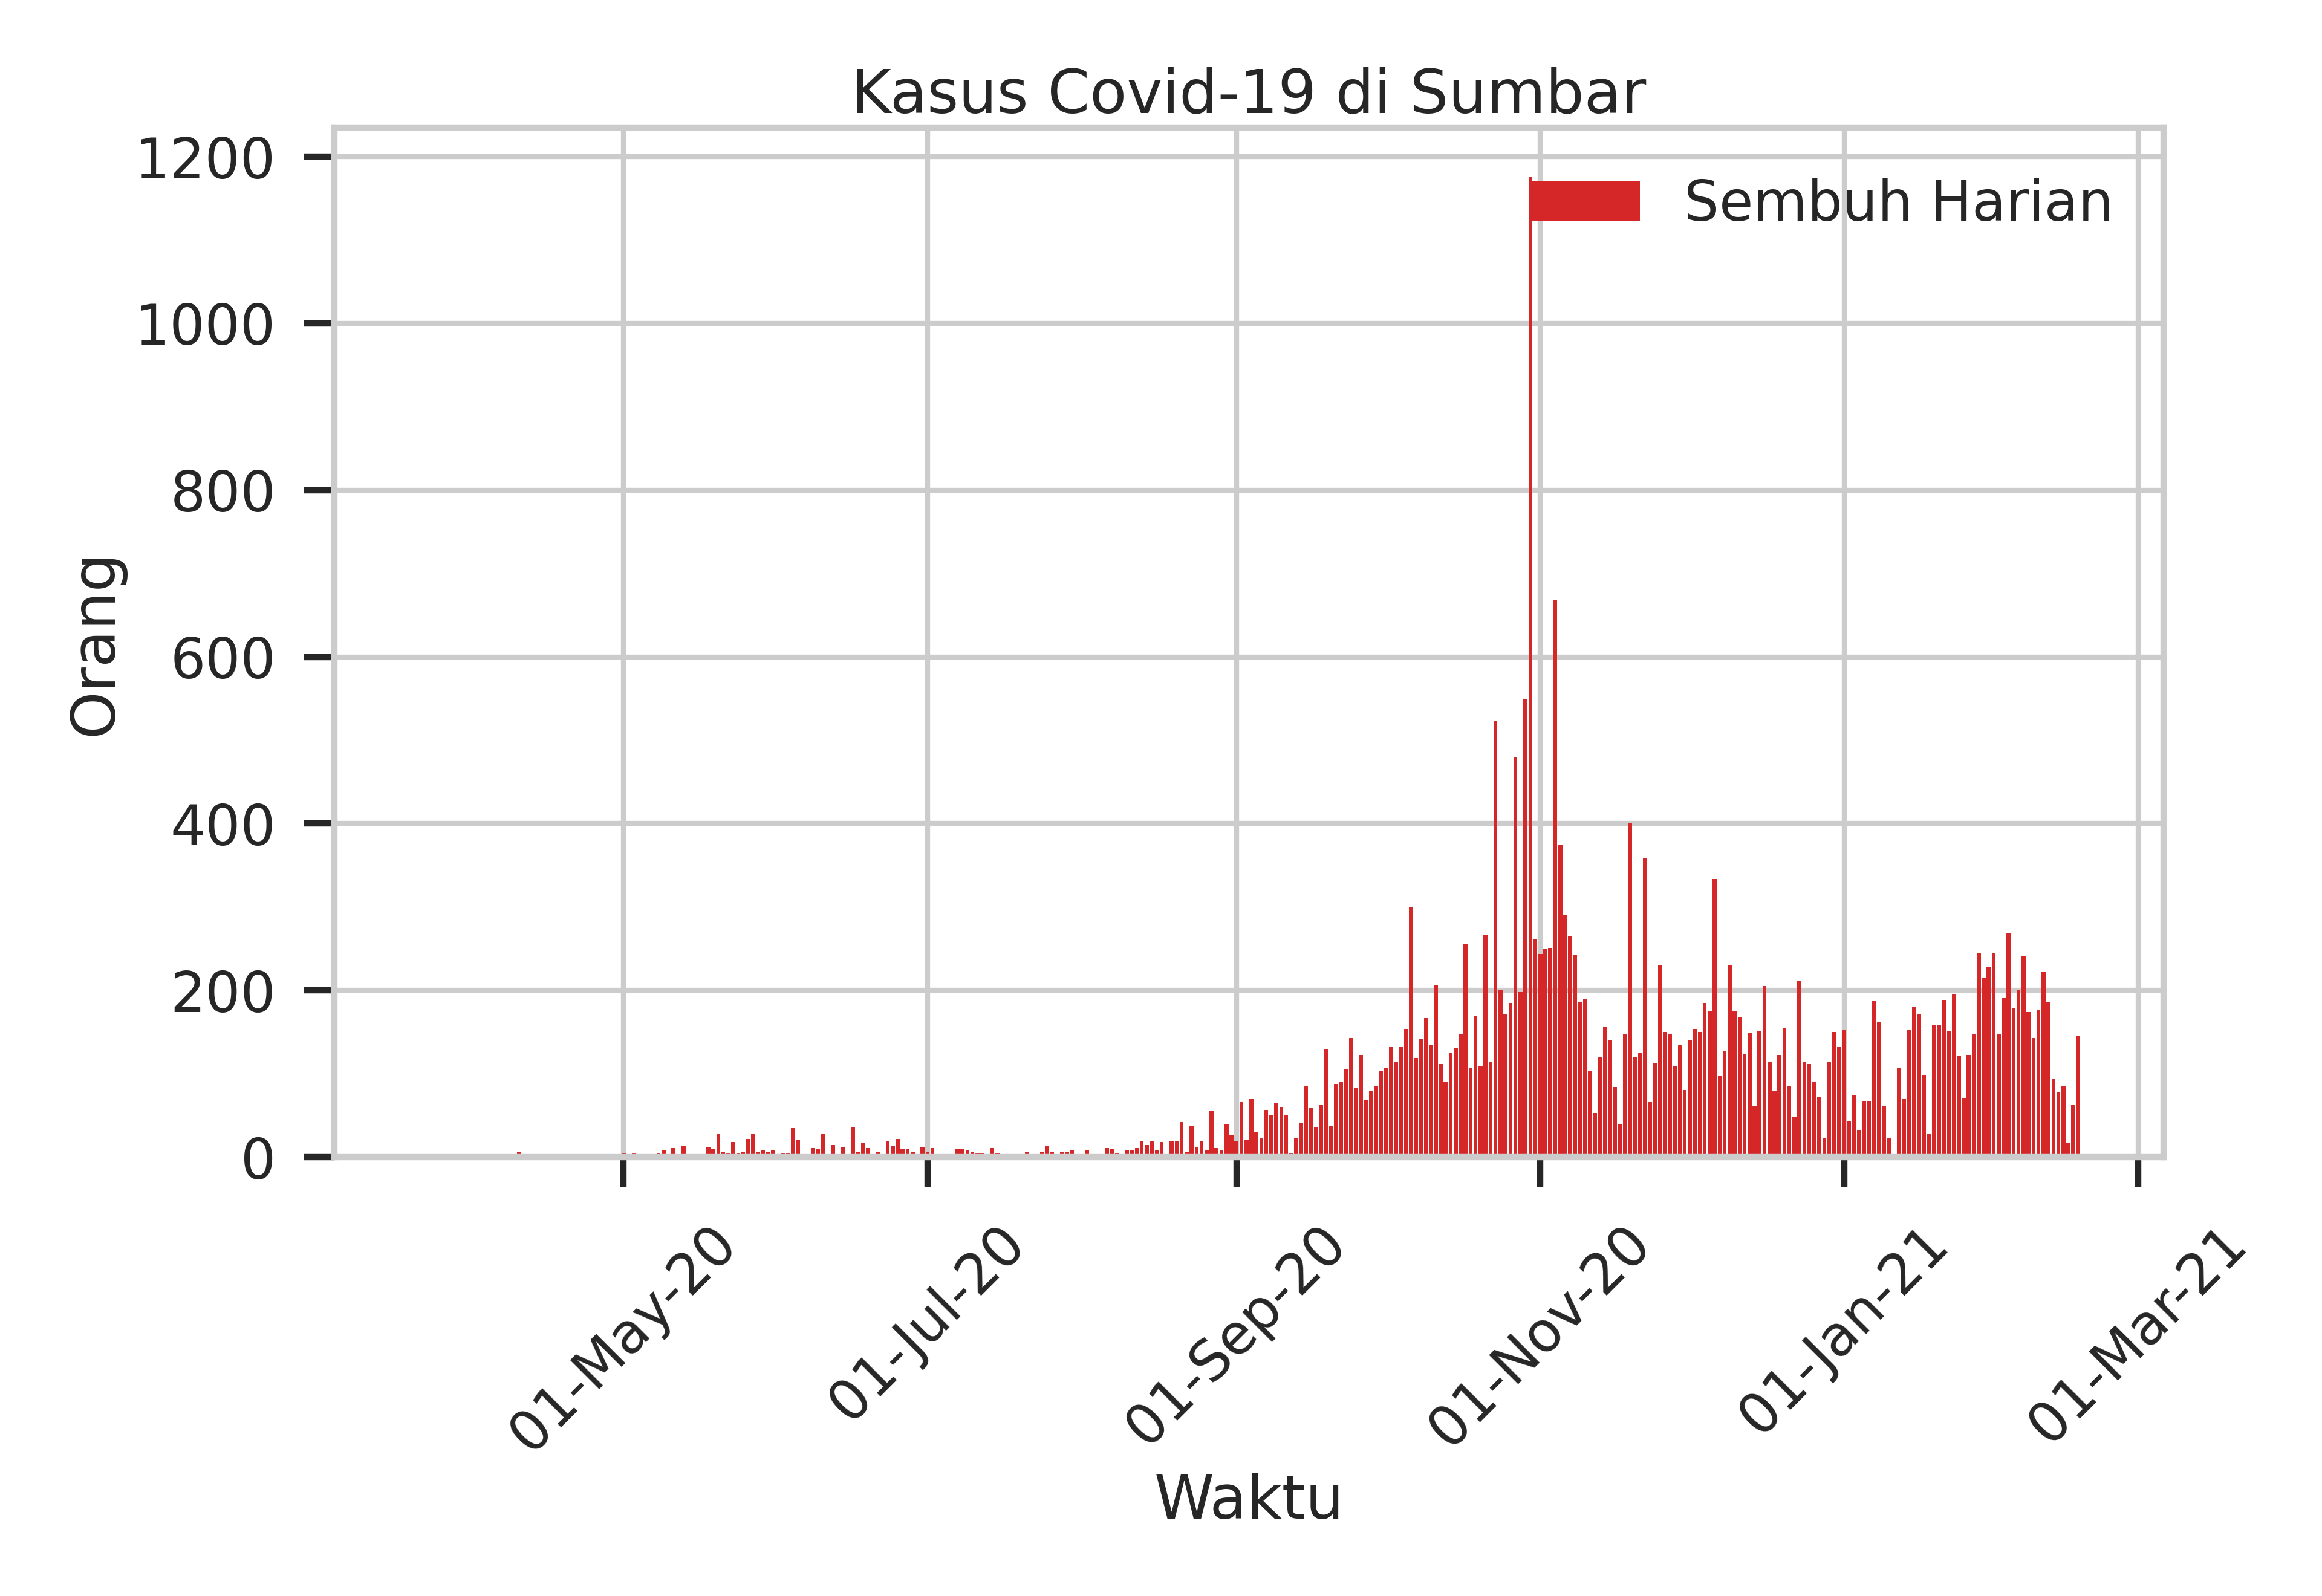 Kasus Covid-19 di Sumbar
Sembuh Harian
1200
1000
800
600
400
200
0
Orang
01-May-20
01-Jul-20
01-Sep-20
01-Nov-20
01-Jan-21
01-Mar-21
Waktu